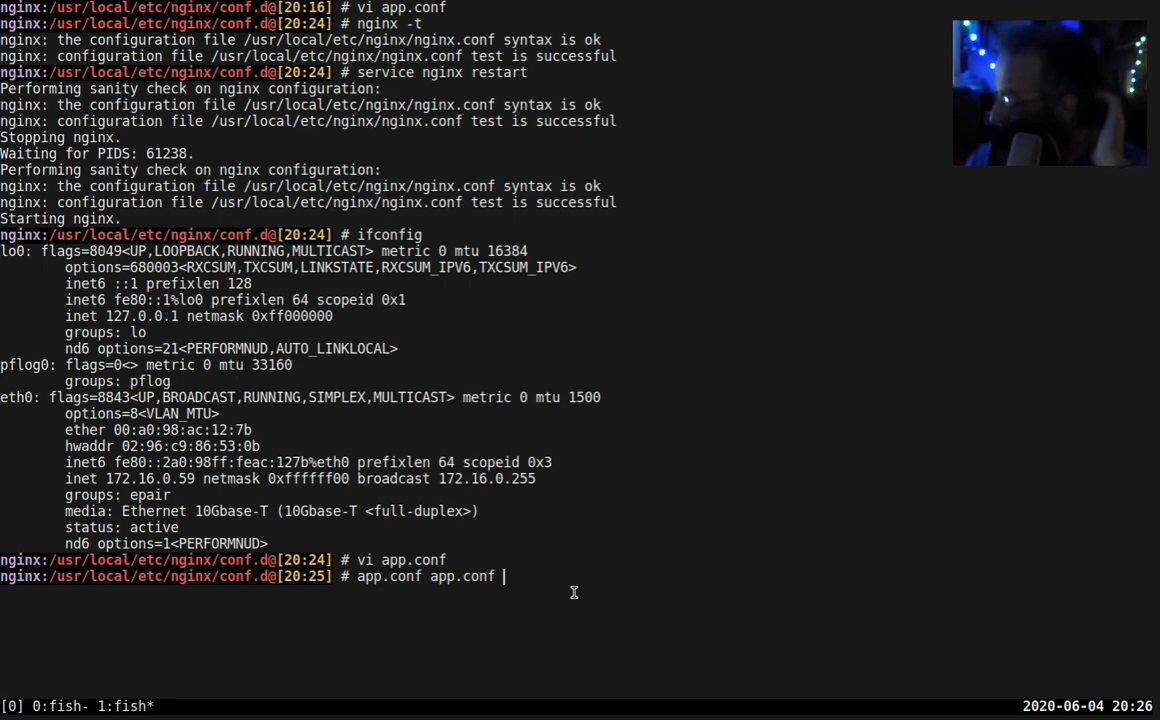 nginx:/usr/local/etc/nginx/conf.d@[20:16] # vi app.conf
nginx:/usr/local/etc/nginx/conf.d@[20:24] # nginx -t
nginx: the configuration file /usr/local/etc/nginx/nginx.conf syntax is ok
nginx: configuration file /usr/local/etc/nginx/nginx.conf test is successful
nginx:/usr/local/etc/nginx/conf.d@[20:24] # service nginx restart
Performing sanity check on nginx configuration:
nginx: the configuration file /usr/local/etc/nginx/nginx.conf syntax is ok
nginx: configuration file /usr/local/etc/nginx/nginx.conf test is successful
Stopping nginx.
Waiting for PIDS: 61238.
Performing sanity check on nginx configuration:
nginx: the configuration file /usr/local/etc/nginx/nginx.conf syntax is ok
nginx: configuration file /usr/local/etc/nginx/nginx.conf test is successful
Starting nginx.
nginx:/usr/local/etc/nginx/conf.d@[20:24] # ifconfig
lo0: flags=8049<UP,LOOPBACK,RUNNING,MULTICAST> metric 0 mtu 16384
options=680003<RXCSUM,TXCSUM,LINKSTATE,RXCSUM_IPV6,TXCSUM_IPV6>
inet6 ::1 prefixlen 128
inet6 fe80::1%lo0 prefixlen 64 scopeid 0x1
inet 127.0.0.1 netmask 0xff000000
groups: lo
nd6 options=21<PERFORMNUD,AUTO_LINKLOCAL>
pflog0: flags=0<> metric 0 mtu 33160
groups: pflog
eth0: flags=8843<UP,BROADCAST,RUNNING,SIMPLEX,MULTICAST> metric 0 mtu 1500
options=8<VLAN_MTU>
ether 00:a0:98:ac:12:7b
hwaddr 02:96:c9:86:53:0b
inet6 fe80::2a0:98ff:feac:127b%eth0 prefixlen 64 scopeid 0x3
inet 172.16.0.59 netmask 0xffffff00 broadcast 172.16.0.255
groups: epair
media: Ethernet 10Gbase-T (10Gbase-T <full-duplex>)
status: active
nd6 options=1<PERFORMNUD>
nginx:/usr/local/etc/nginx/conf.d@[20:24] # vi app.conf
nginx:/usr/local/etc/nginx/conf.d@[20:25] # app.conf app.conf
[0] 0:fish- 1:fish* 2020-06-04 20:26